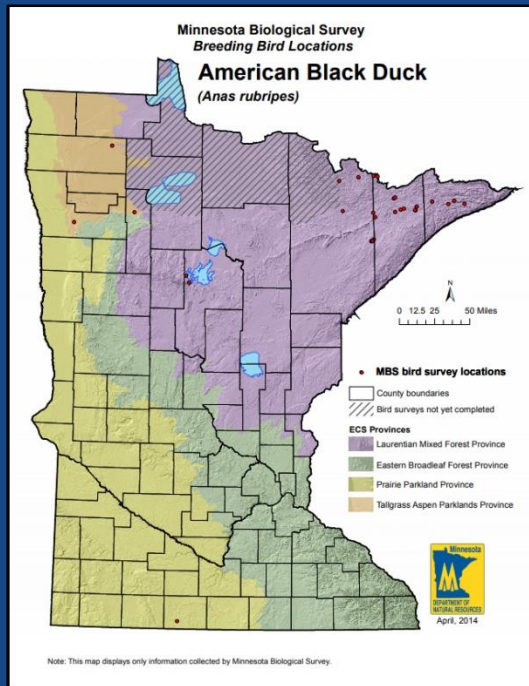 Minnesota Biological Survey
Breeding Bird Locations
American Black Duck
(Anas rubripes)
N
0 12.5 25 50 Miles
MBS bird survey locations
County boundaries
Bird surveys not yet completed
ECS Provinces
Laurentian Mixed Forest Province
Eastern Broadleaf Forest Province
Prairie Parkland Province
Tallgrass Aspen Parklands Province
Minnesota
DEPARTMENT OF
NATURAL RESOURCES
April, 2014
Note: This map displays only information collected by Minnesota Biological Survey.